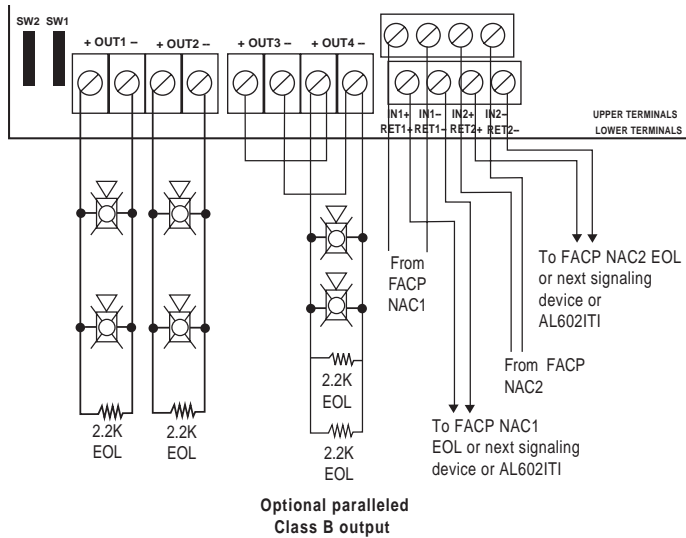 SW2 SW1
+ OUT1 – + OUT2 – + OUT3 – + OUT4 –
IN1+ IN1– IN2+ IN2–
RET1+ RET1– RET2+ RET2–
UPPER TERMINALS
LOWER TERMINALS
From
FACP
NAC1
To FACP NAC2 EOL
or next signaling
device or
AL602ITI
From FACP
NAC2
To FACP NAC1
EOL or next signaling
device or AL602ITI
2.2K
EOL
2.2K
EOL
2.2K
EOL
2.2K
EOL
Optional paralleled
Class B output